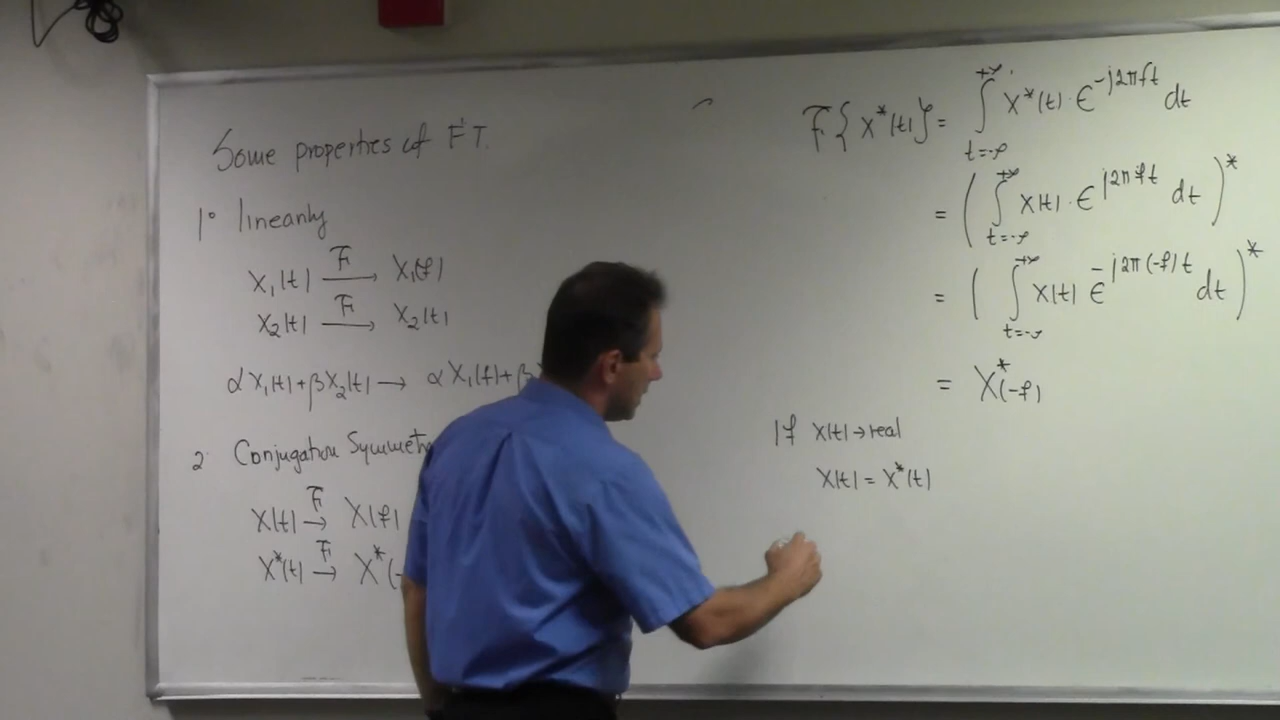 Some properties of FT.
1° linearly
X₁(t) —F→ X₁(f)
X₂(t) —F→ X₂(t)
αX₁(t)+βX₂(t) → αX₁(f)+β
2 Conjugation Symmetr
X(t) —F→ X(f)
X*(t) —F→ X*(-
F{X*(t)} = ∫_{t=-∞}^{+∞} X*(t)·e^{-j2πft} dt
= ( ∫_{t=-∞}^{+∞} X(t)·e^{j2πft} dt )*
= ( ∫_{t=-∞}^{+∞} X(t) e^{-j2π(-f)t} dt )*
= X*(-f)
If X(t)→real
X(t) = X*(t)